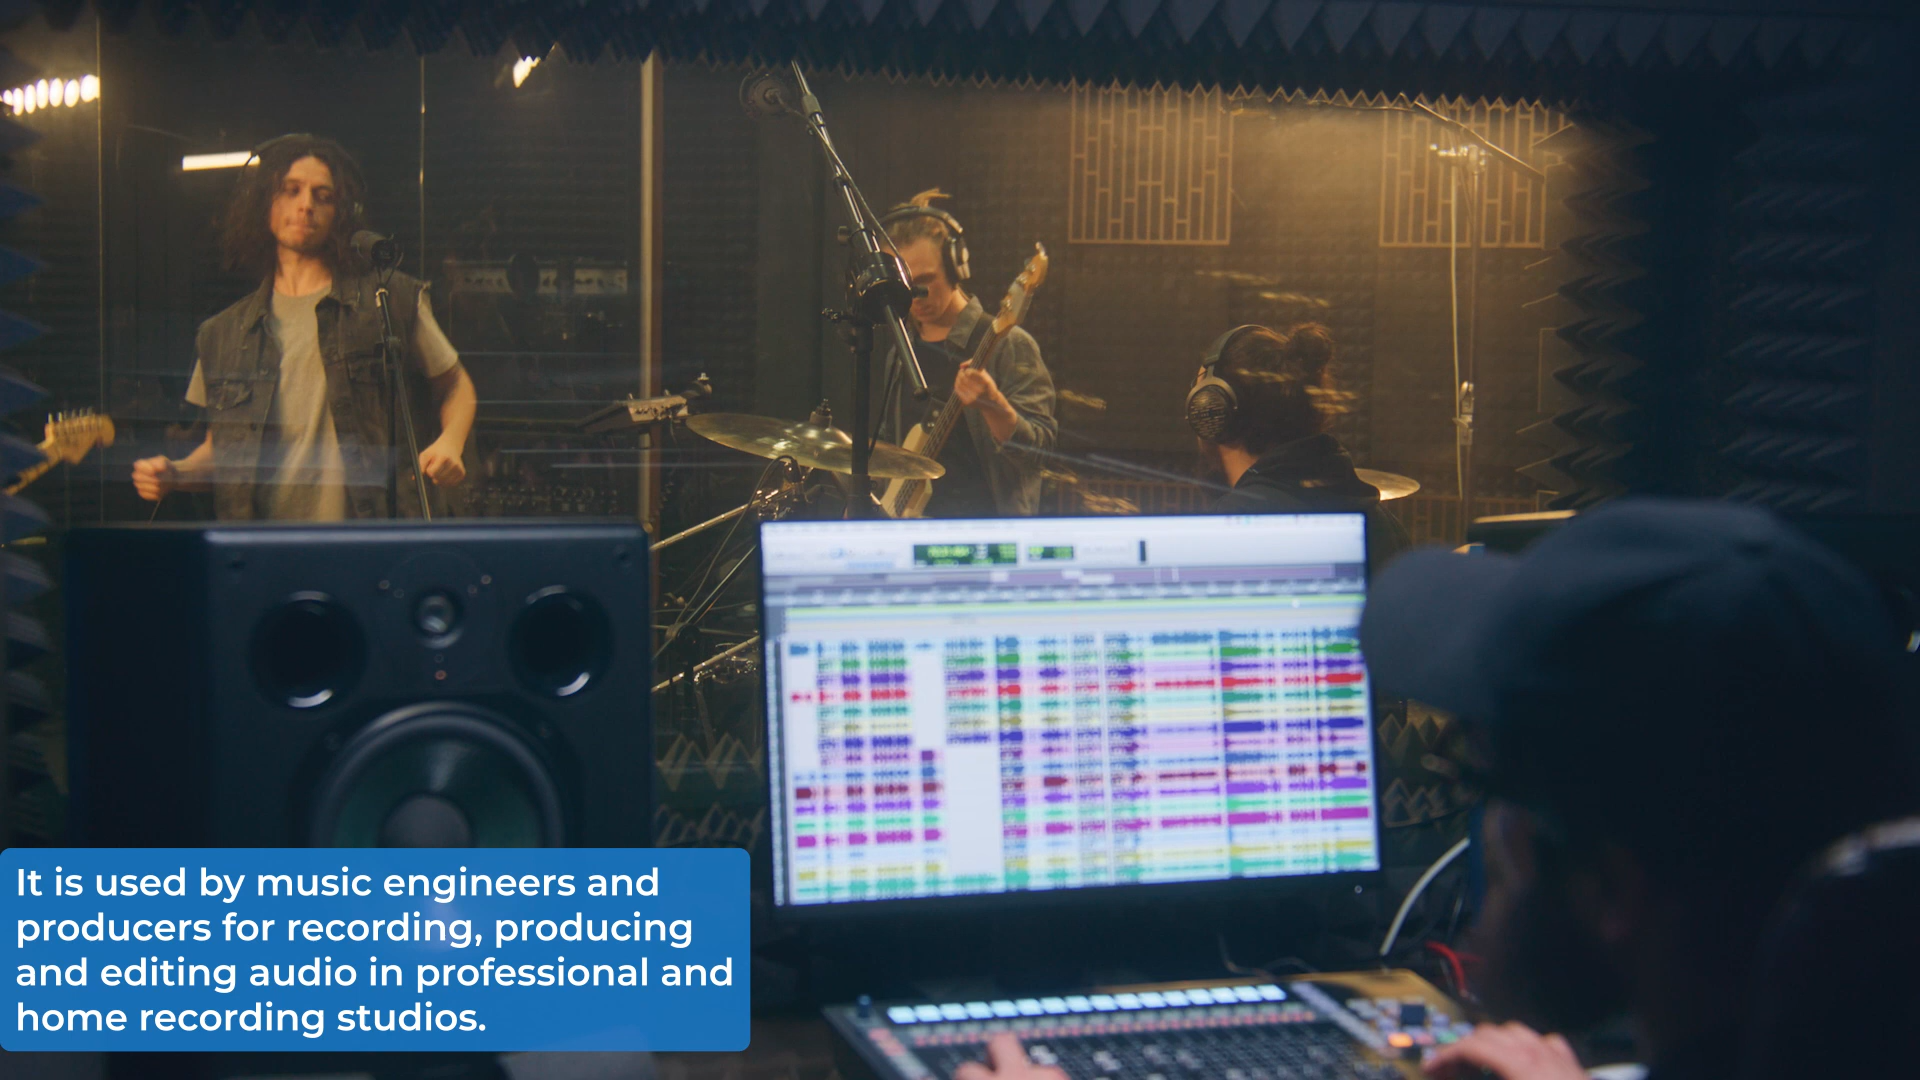 It is used by music engineers and
producers for recording, producing
and editing audio in professional and
home recording studios.